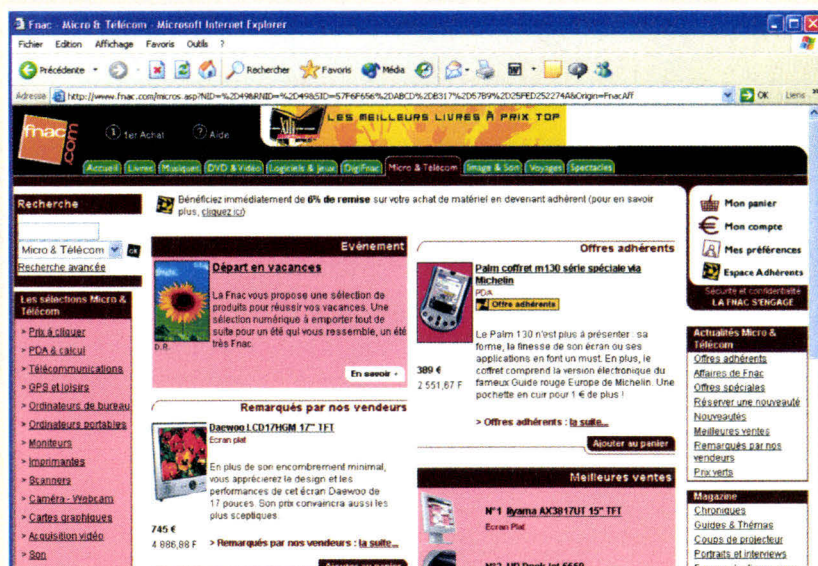 Fnac - Micro & Télécom - Microsoft Internet Explorer
Fichier Edition Affichage Favoris Outils ?
Précédente Rechercher Favoris Média
Adresse http://www.fnac.com/micros.asp? OK Liens »
fnac.com
1 1er Achat
? Aide
LES MEILLEURS LIVRES À PRIX TOP
Accueil Livres Musiques DVD & Vidéo Logiciels & jeux DigiFnac Micro & Télécom Image & Son Voyages Spectacles
Recherche
Micro & Télécom OK
Recherche avancée
Les sélections Micro &
Télécom
> Prix à cliquer
> PDA & calcul
> Télécommunications
> GPS et loisirs
> Ordinateurs de bureau
> Ordinateurs portables
> Moniteurs
> Imprimantes
> Scanners
> Caméra - Webcam
> Cartes graphiques
> Acquisition vidéo
> Son
Bénéficiez immédiatement de 6% de remise sur votre achat de matériel en devenant adhérent (pour en savoir
plus, cliquez ici)
Evénement
Départ en vacances
La Fnac vous propose une sélection de
produits pour réussir vos vacances. Une
sélection numérique à emporter tout de
suite pour un été qui vous ressemble, un été
très Fnac.
D.R.
En savoir +
Remarqués par nos vendeurs
Daewoo LCD17HGM 17" TFT
Ecran plat
En plus de son encombrement minimal,
vous apprécierez le design et les
performances de cet écran Daewoo de
17 pouces. Son prix convaincra aussi les
plus sceptiques.
745 €
4 886,88 F
> Remarqués par nos vendeurs : la suite...
Ajouter au panier
Offres adhérents
Palm coffret m130 série spéciale via
Michelin
PDA
Offre adhérents
Le Palm 130 n'est plus à présenter : sa
forme, la finesse de son écran ou ses
applications en font un must. En plus, le
coffret comprend la version électronique du
fameux Guide rouge Europe de Michelin. Une
pochette en cuir pour 1 € de plus !
389 €
2 551,67 F
> Offres adhérents : la suite...
Ajouter au panier
Meilleures ventes
N°1 Iiyama AX3817UT 15" TFT
Ecran Plat
Mon panier
Mon compte
Mes préférences
Espace Adhérents
Sécurité et confidentialité
LA FNAC S'ENGAGE
Actualités Micro &
Télécom
Offres adhérents
Affaires de Fnac
Offres spéciales
Réserver une nouveauté
Nouveautés
Meilleures ventes
Remarqués par nos
vendeurs
Prix verts
Magazine
Chroniques
Guides & Thémas
Coups de projecteur
Portraits et interviews